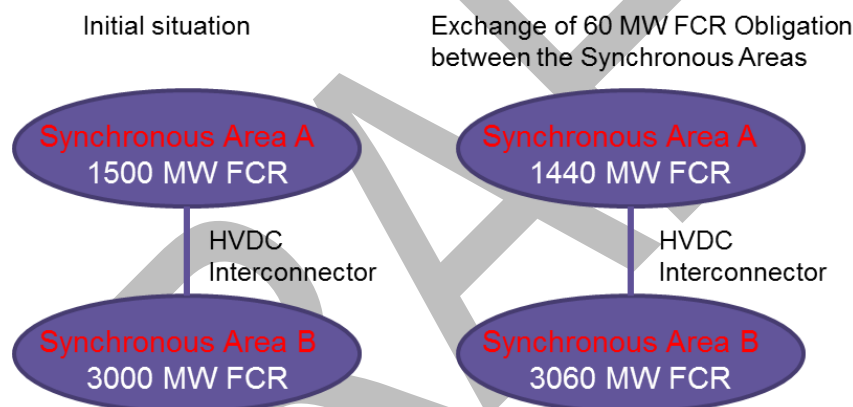 Initial situation
Exchange of 60 MW FCR Obligation
between the Synchronous Areas
Synchronous Area A
1500 MW FCR
Synchronous Area A
1440 MW FCR
HVDC
Interconnector
HVDC
Interconnector
Synchronous Area B
3000 MW FCR
Synchronous Area B
3060 MW FCR